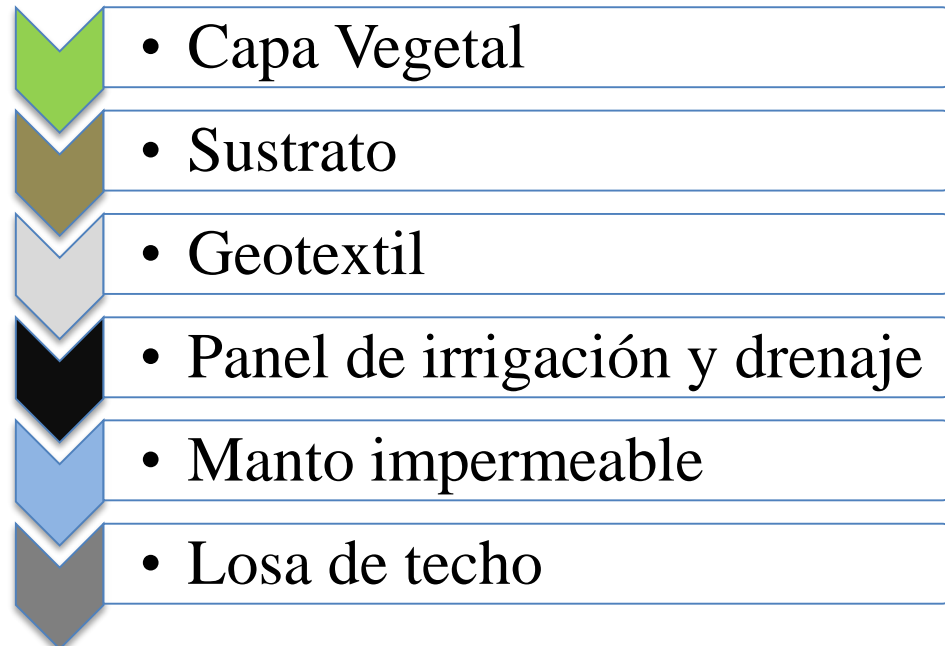 • Capa Vegetal
• Sustrato
• Geotextil
• Panel de irrigación y drenaje
• Manto impermeable
• Losa de techo